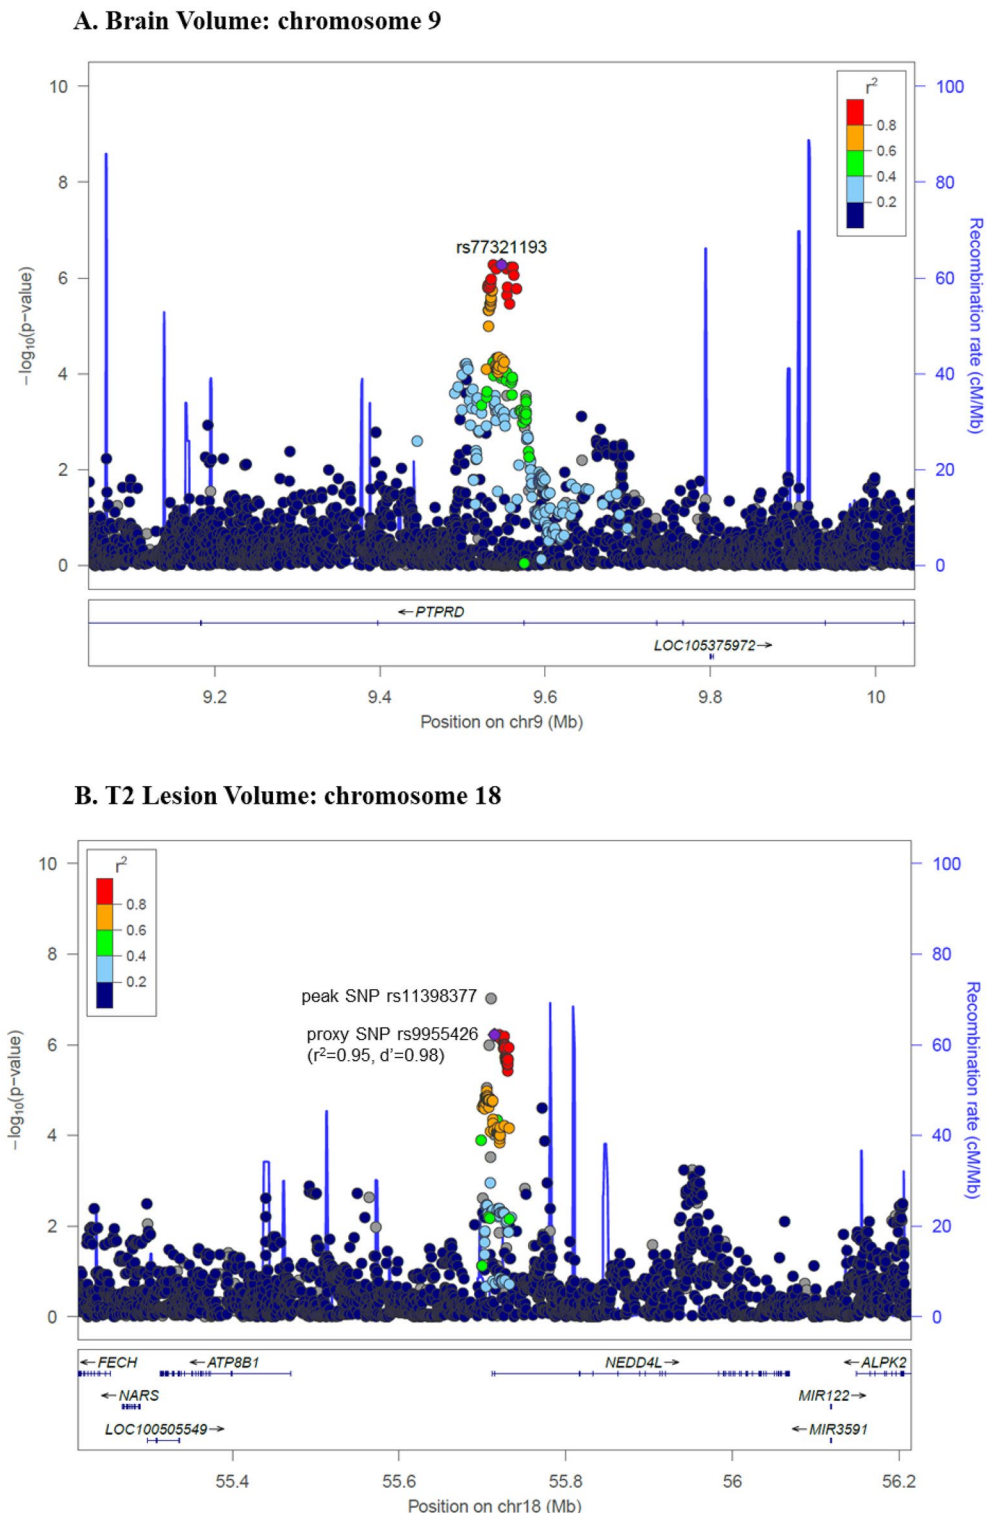 A. Brain Volume: chromosome 9
10
8
6
4
2
0
−log10(p−value)
rs77321193
r2
0.8
0.6
0.4
0.2
100
80
60
40
20
0
Recombination rate (cM/Mb)
←PTPRD
LOC105375972→
9.2 9.4 9.6 9.8 10
Position on chr9 (Mb)
B. T2 Lesion Volume: chromosome 18
10
8
6
4
2
0
−log10(p−value)
r2
0.8
0.6
0.4
0.2
peak SNP rs11398377
proxy SNP rs9955426
(r2=0.95, d’=0.98)
100
80
60
40
20
0
Recombination rate (cM/Mb)
←FECH ←ATP8B1 NEDD4L→ ←ALPK2
←NARS MIR122→
LOC100505549→ ←MIR3591
55.4 55.6 55.8 56 56.2
Position on chr18 (Mb)